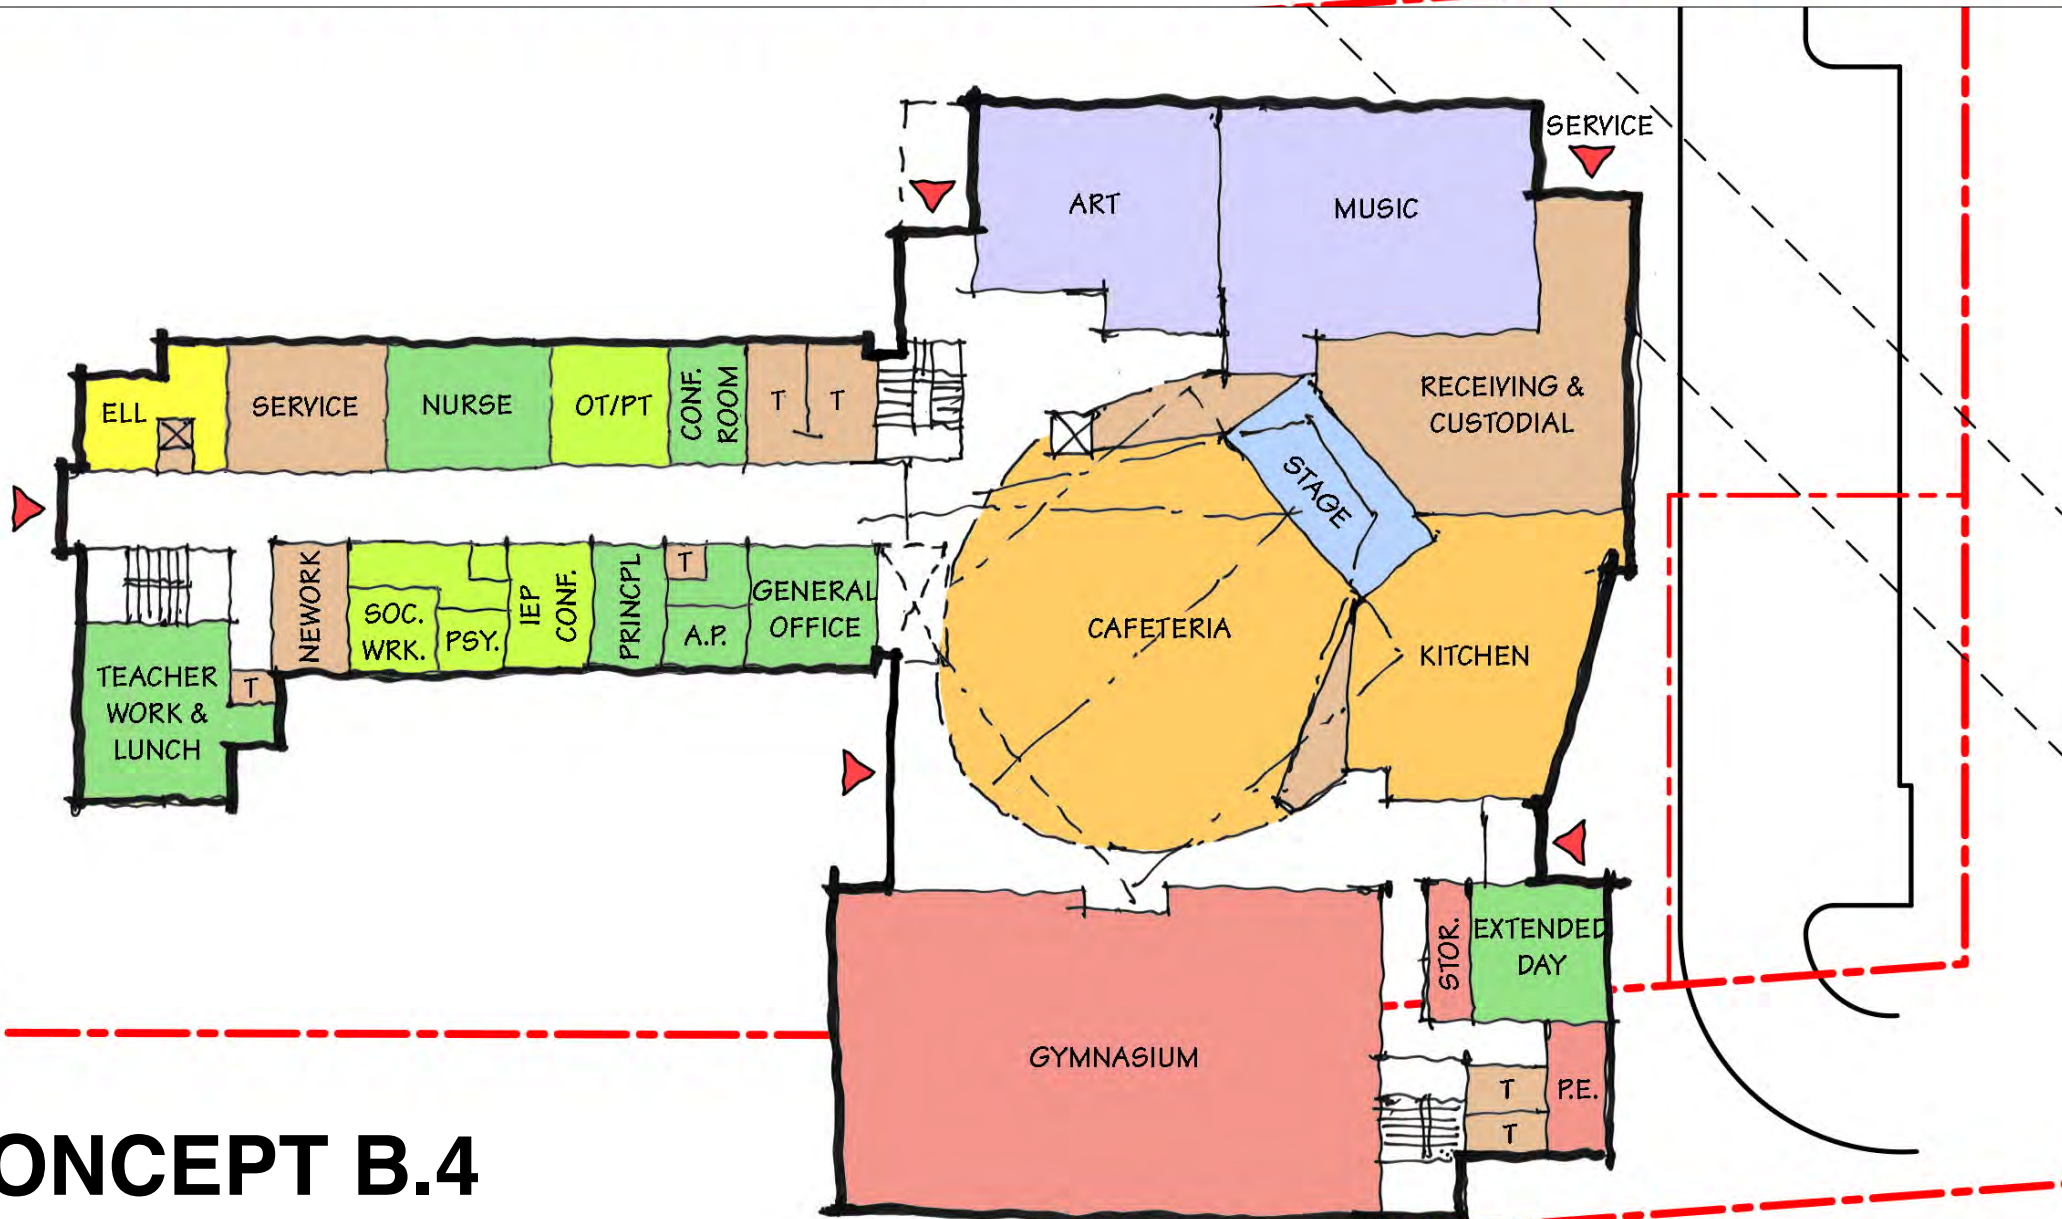 SERVICE
ART
MUSIC
ELL
SERVICE
NURSE
OT/PT
CONF.
ROOM
T
T
RECEIVING &
CUSTODIAL
STAGE
NEWORK
SOC.
WRK.
PSY.
IEP
CONF.
PRINCPL
T
A.P.
GENERAL
OFFICE
CAFETERIA
KITCHEN
TEACHER
WORK &
LUNCH
T
STOR.
EXTENDED
DAY
GYMNASIUM
T
T
P.E.
ONCEPT B.4